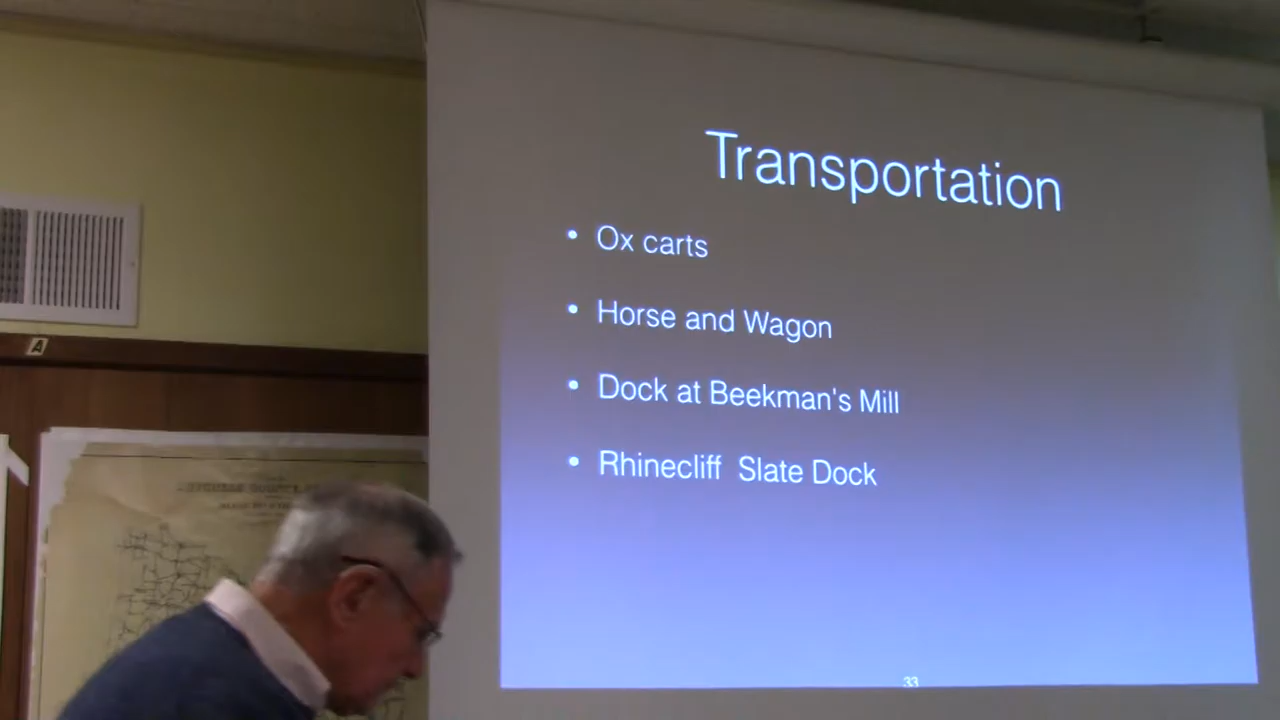 Transportation
• Ox carts
• Horse and Wagon
• Dock at Beekman's Mill
• Rhinecliff Slate Dock
33
A